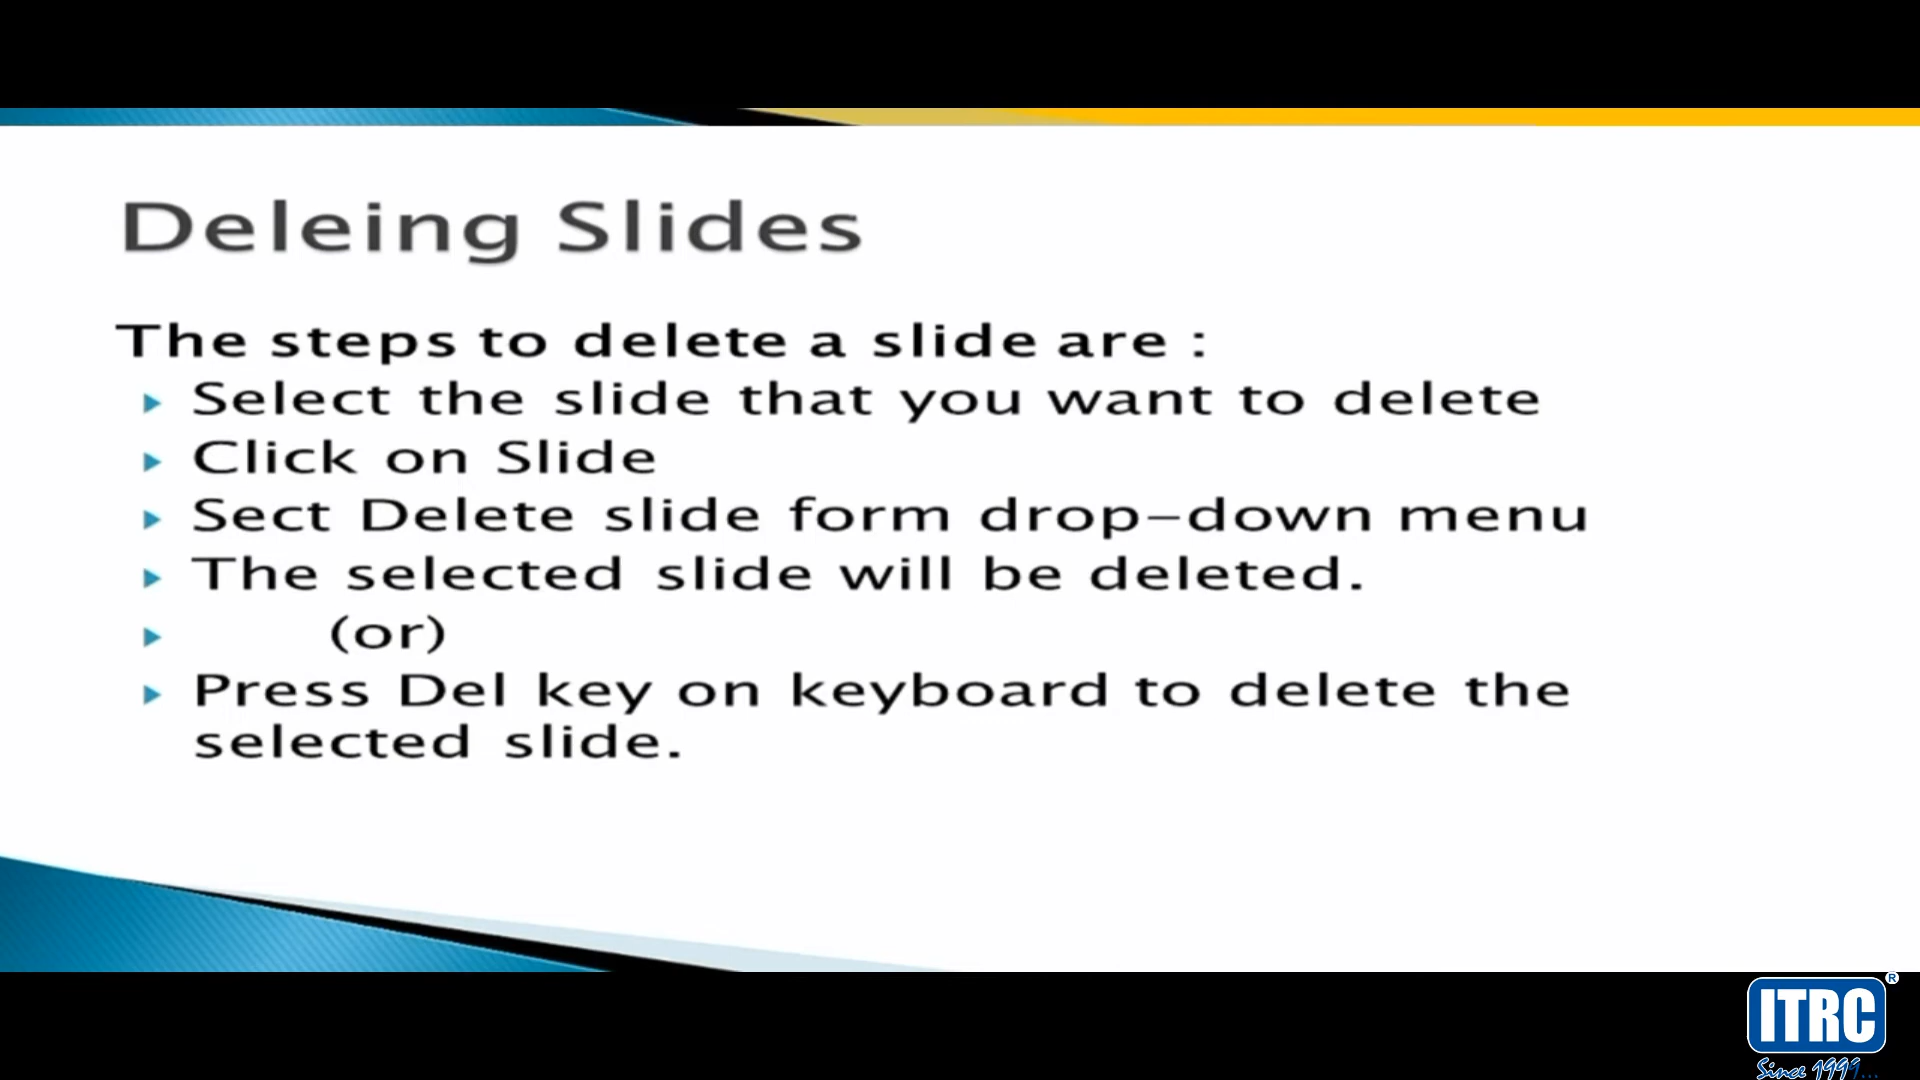 Deleing Slides
The steps to delete a slide are :
Select the slide that you want to delete
Click on Slide
Sect Delete slide form drop-down menu
The selected slide will be deleted.
(or)
Press Del key on keyboard to delete the
selected slide.
ITRC®
Since 1999...